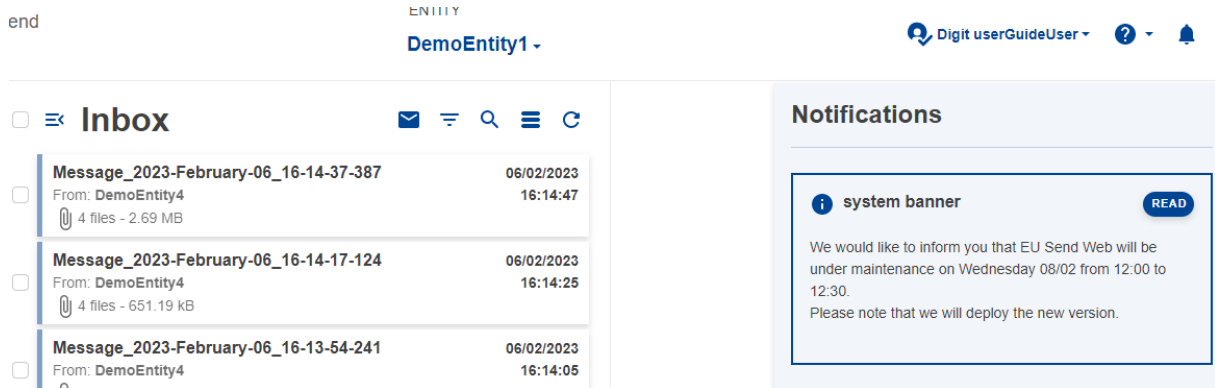 end
ENTITY
DemoEntity1
Digit userGuideUser
Inbox
Message_2023-February-06_16-14-37-387
06/02/2023
From: DemoEntity4
16:14:47
4 files - 2.69 MB
Message_2023-February-06_16-14-17-124
06/02/2023
From: DemoEntity4
16:14:25
4 files - 651.19 kB
Message_2023-February-06_16-13-54-241
06/02/2023
From: DemoEntity4
16:14:05
Notifications
system banner
READ
We would like to inform you that EU Send Web will be
under maintenance on Wednesday 08/02 from 12:00 to
12:30.
Please note that we will deploy the new version.